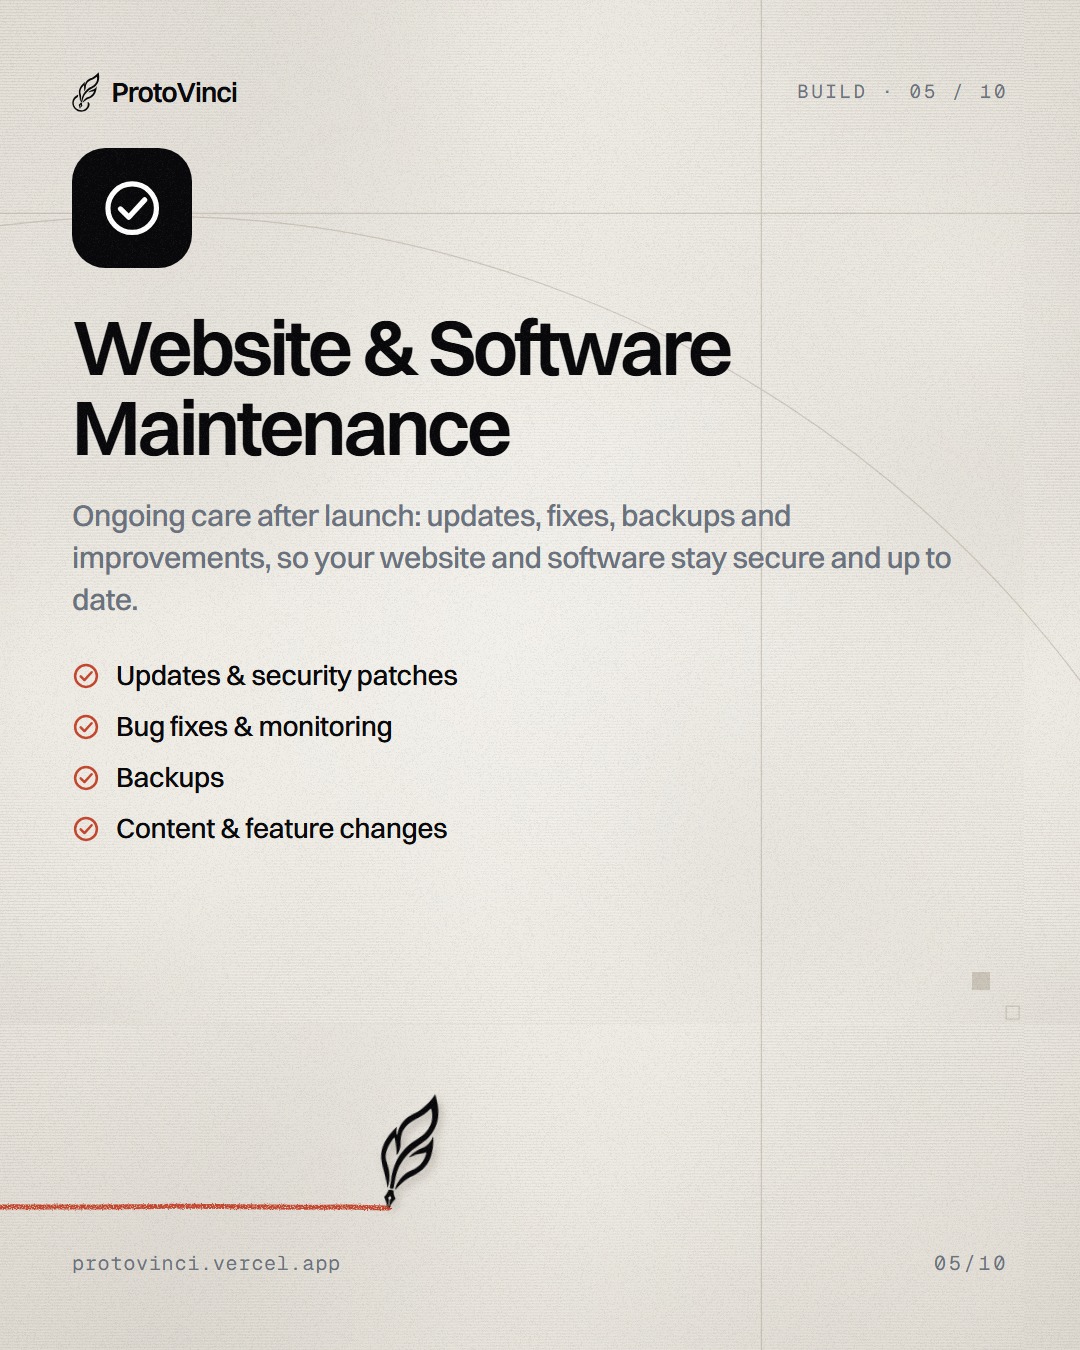 ProtoVinci
BUILD · 05 / 10
Website & Software
Maintenance
Ongoing care after launch: updates, fixes, backups and
improvements, so your website and software stay secure and up to
date.
Updates & security patches
Bug fixes & monitoring
Backups
Content & feature changes
protovinci.vercel.app
05/10